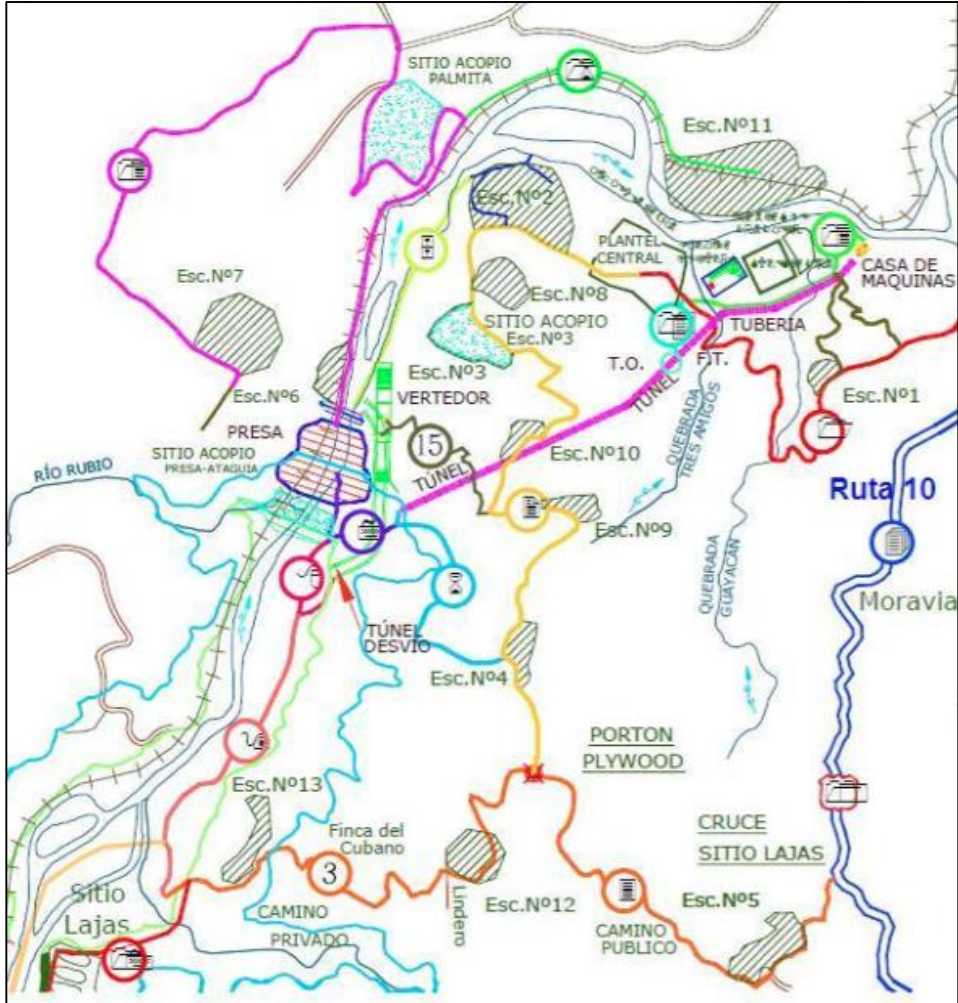 SITIO ACOPIO
PALMITA
Esc.Nº11
Esc.Nº2
PLANTEL
CENTRAL
CASA DE
MAQUINAS
Esc.Nº7
Esc.Nº8
SITIO ACOPIO
Esc.Nº3
TUBERIA
T.O.
F.T.
TÚNEL
Esc.Nº3
VERTEDOR
Esc.Nº6
Esc.Nº1
PRESA
SITIO ACOPIO
PRESA-ATAGUIA
15
TÚNEL
Esc.Nº10
QUEBRADA
TRES AMIGOS
RÍO RUBIO
Ruta 10
Esc.Nº9
QUEBRADA
GUAYACÁN
Moravia
TÚNEL
DESVIO
Esc.Nº4
PORTON
PLYWOOD
Esc.Nº13
CRUCE
SITIO LAJAS
Finca del
Cubano
3
Sitio
Lajas
Lindero
Esc.Nº12
Esc.Nº5
CAMINO
PRIVADO
CAMINO
PUBLICO